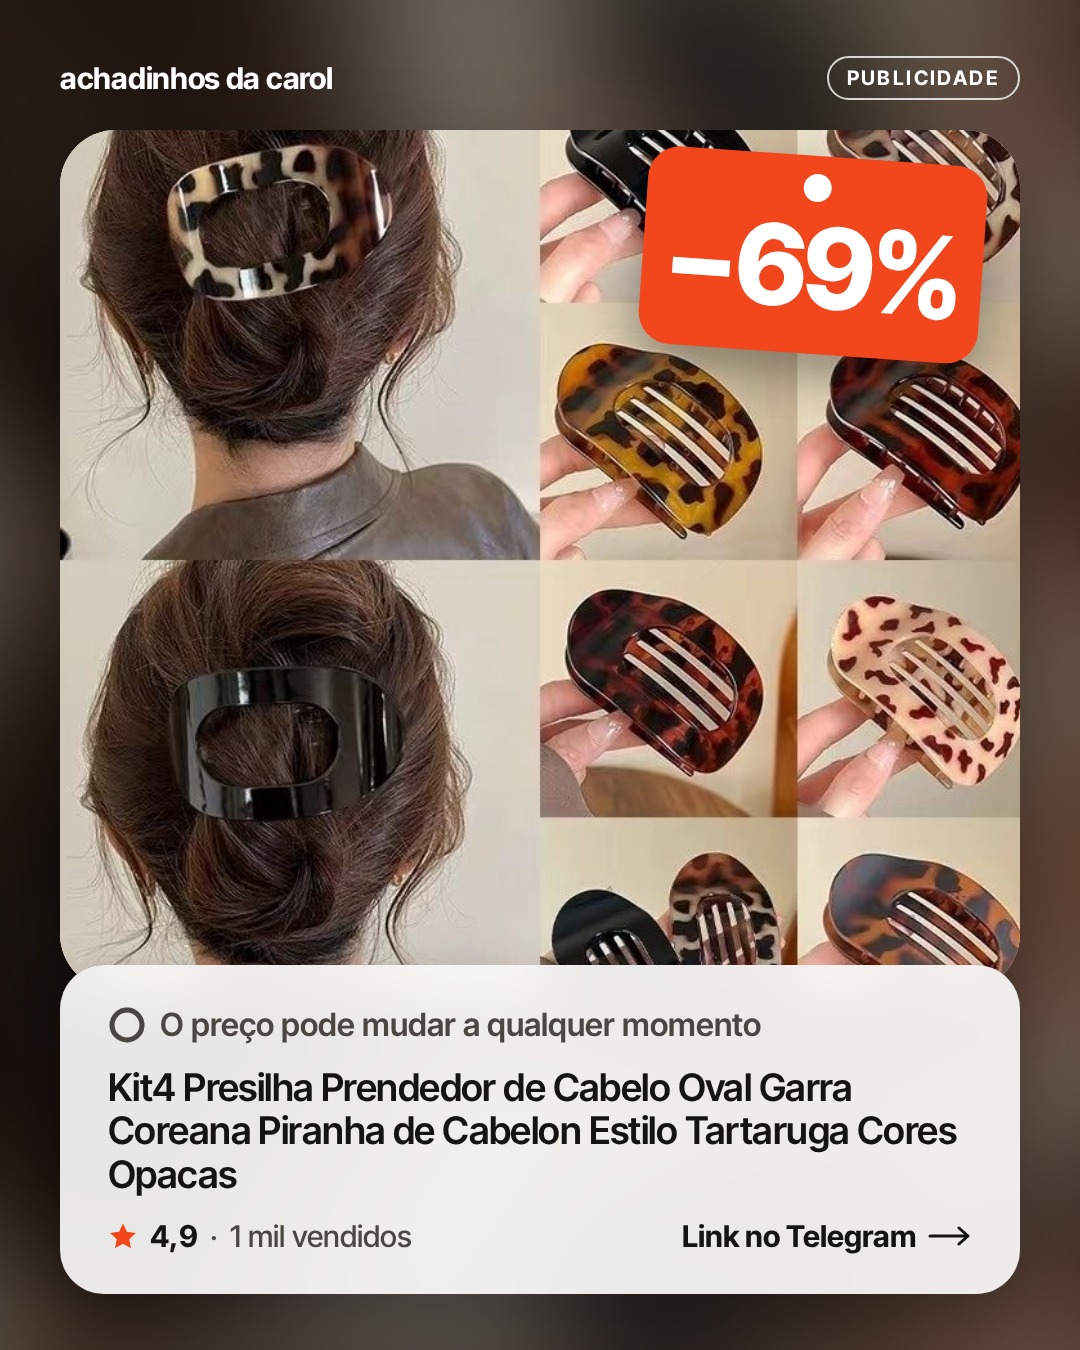 achadinhos da carol
PUBLICIDADE
–69%
O preço pode mudar a qualquer momento
Kit4 Presilha Prendedor de Cabelo Oval Garra
Coreana Piranha de Cabelon Estilo Tartaruga Cores
Opacas
4,9 · 1 mil vendidos
Link no Telegram →